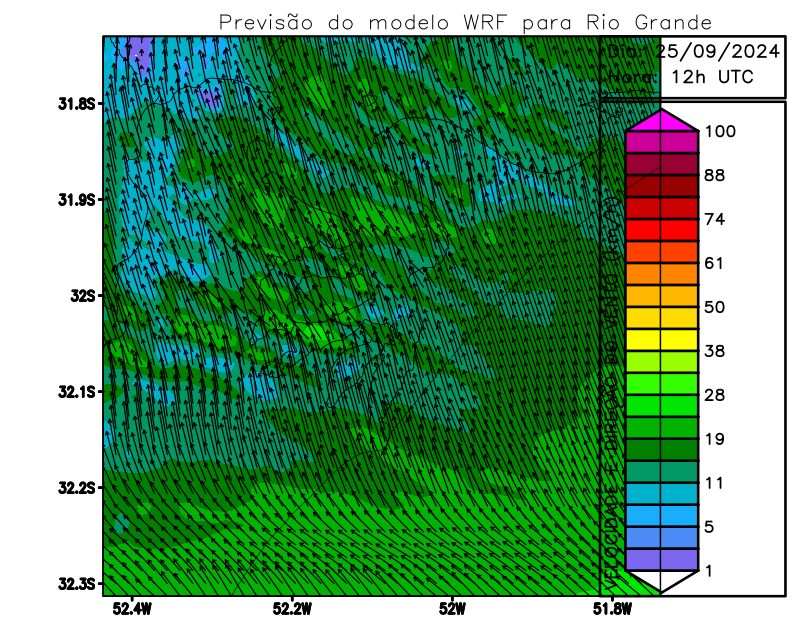 Previsão do modelo WRF para Rio Grande
Dia: 25/09/2024
Hora: 12h UTC
31.8S
31.9S
32S
32.1S
32.2S
32.3S
52.4W
52.2W
52W
51.8W
VELOCIDADE E DIREÇÃO DO VENTO (km/h)
100
88
74
61
50
38
28
19
11
5
1